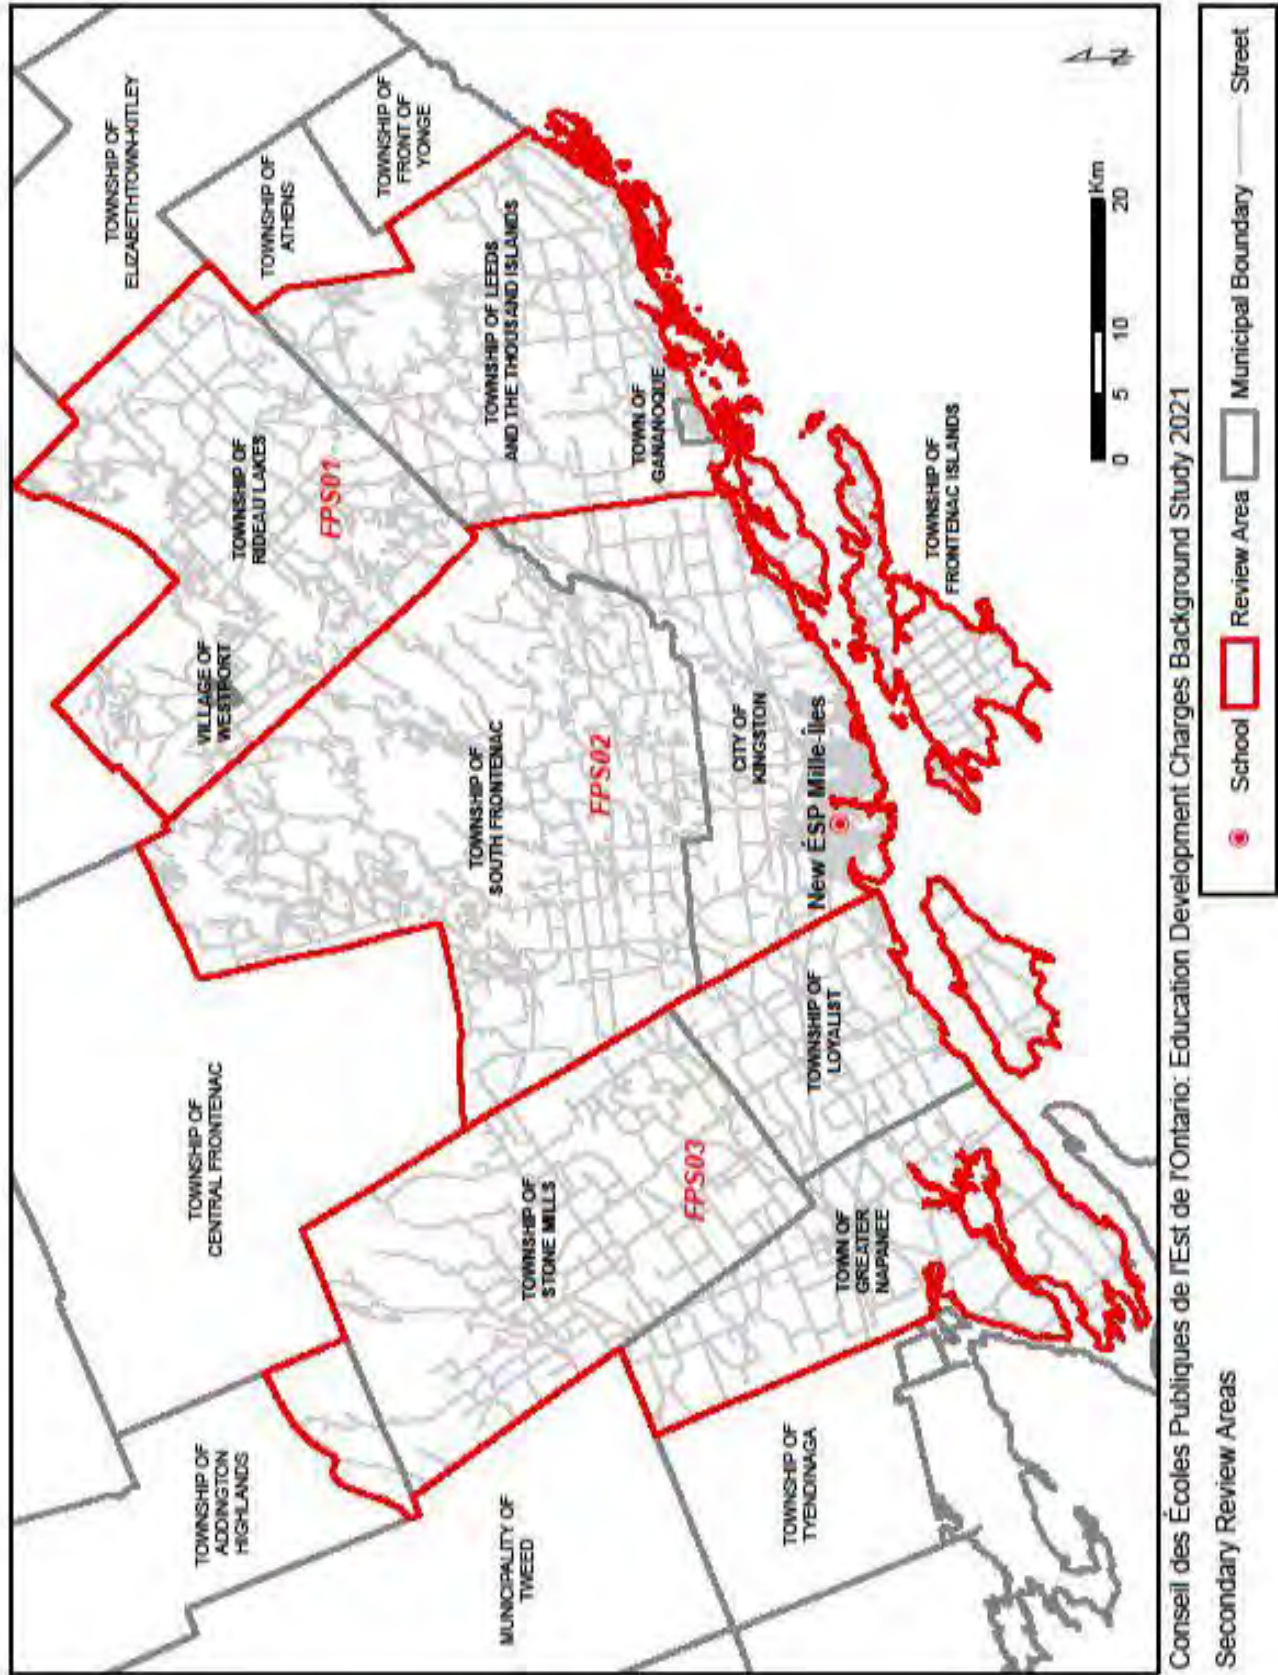 TOWNSHIP OF
ADDINGTON
HIGHLANDS
MUNICIPALITY OF
TWEED
TOWNSHIP OF
TYENDINAGA
TOWNSHIP OF
CENTRAL FRONTENAC
TOWNSHIP OF
STONE MILLS
FPS03
TOWN OF
GREATER
NAPANEE
TOWNSHIP OF
LOYALIST
VILLAGE OF
WESTPORT
TOWNSHIP OF
SOUTH FRONTENAC
FPS02
CITY OF
KINGSTON
New ÉSP Mille-Îles
TOWNSHIP OF
RIDEAU LAKES
FPS01
TOWNSHIP OF
FRONTENAC ISLANDS
TOWN OF
GANANOQUE
TOWNSHIP OF LEEDS
AND THE THOUSAND ISLANDS
TOWNSHIP OF
ELIZABETHTOWN-KITLEY
TOWNSHIP OF
ATHENS
TOWNSHIP OF
FRONT OF
YONGE
N
0 5 10 20
Km
Conseil des Écoles Publiques de l'Est de l'Ontario: Education Development Charges Background Study 2021
Secondary Review Areas
School Review Area Municipal Boundary Street